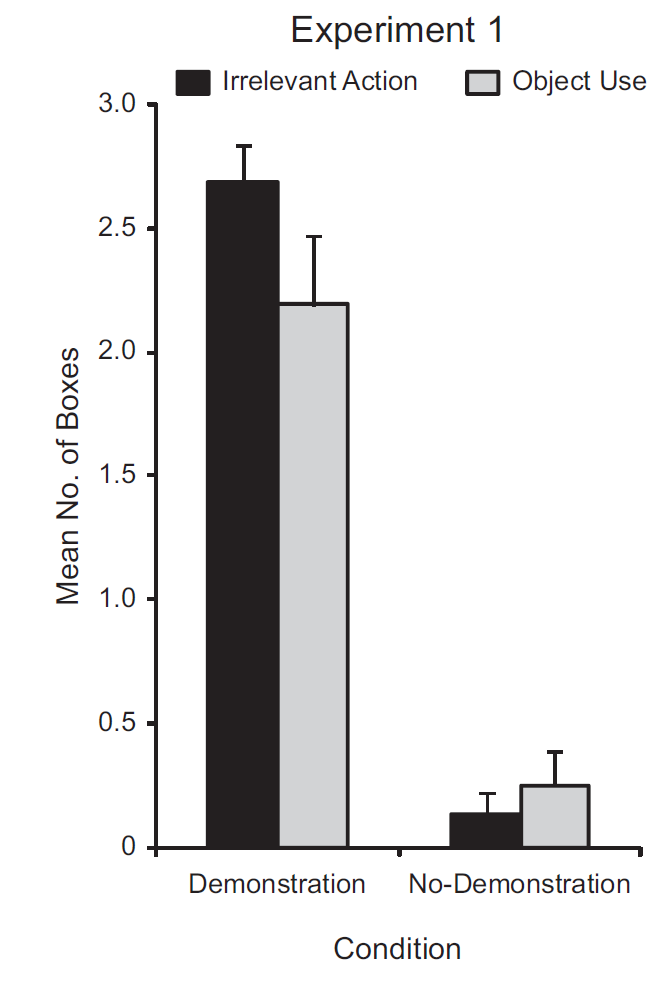 Experiment 1
Irrelevant Action Object Use
3.0
2.5
2.0
1.5
1.0
0.5
0
Mean No. of Boxes
Demonstration No-Demonstration
Condition